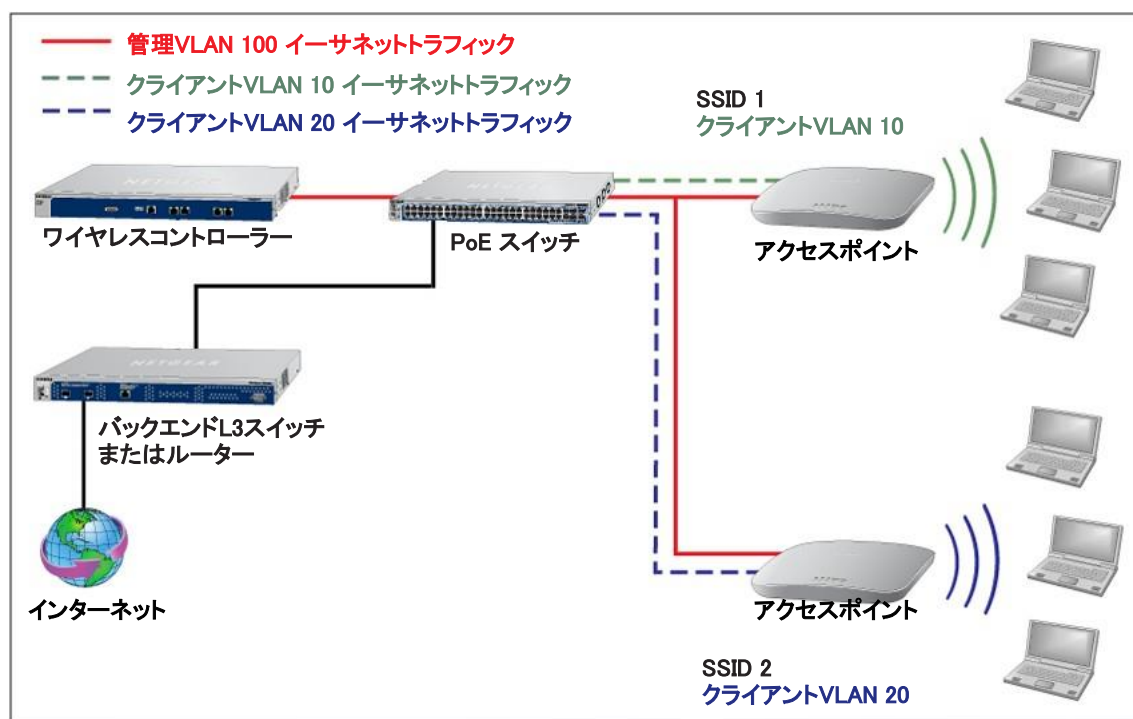 管理VLAN 100 イーサネットトラフィック
クライアントVLAN 10 イーサネットトラフィック
クライアントVLAN 20 イーサネットトラフィック
SSID 1
クライアントVLAN 10
NETGEAR
ワイヤレスコントローラー
PoE スイッチ
アクセスポイント
NETGEAR
バックエンドL3スイッチ
またはルーター
インターネット
アクセスポイント
SSID 2
クライアントVLAN 20